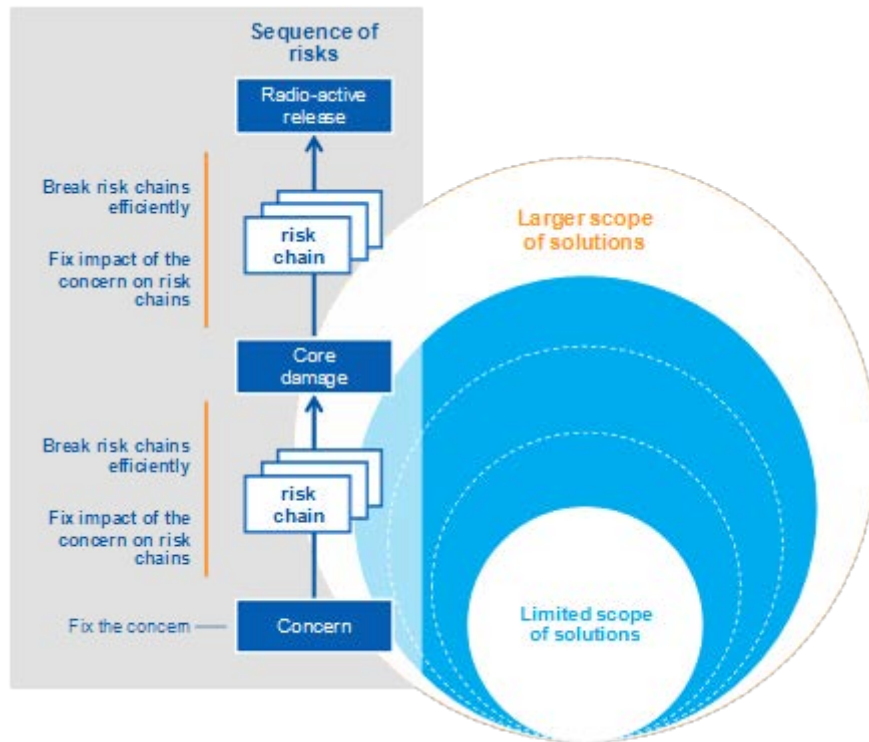 Sequence of
risks
Radio-active
release
Break risk chains
efficiently
Fix impact of the
concern on risk
chains
risk
chain
Larger scope
of solutions
Core
damage
Break risk chains
efficiently
Fix impact of the
concern on risk
chains
risk
chain
Fix the concern
Concern
Limited scope
of solutions